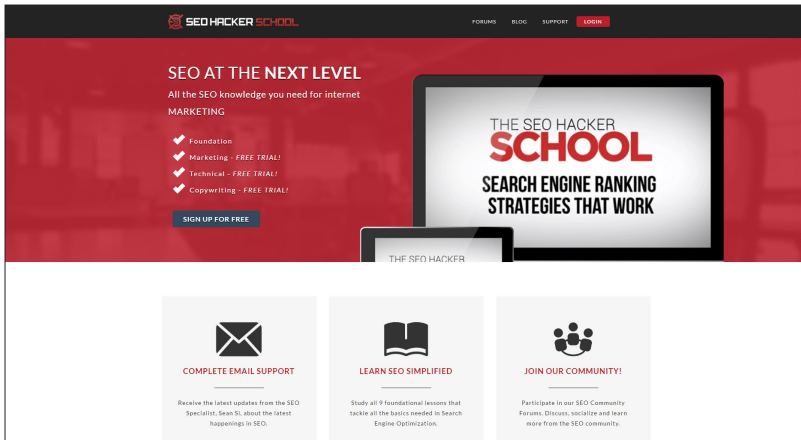 SEO HACKER SCHOOL
FORUMS BLOG SUPPORT LOGIN
SEO AT THE NEXT LEVEL
All the SEO knowledge you need for internet
MARKETING
Foundation
Marketing - FREE TRIAL!
Technical - FREE TRIAL!
Copywriting - FREE TRIAL!
SIGN UP FOR FREE
THE SEO HACKER
SCHOOL
SEARCH ENGINE RANKING
STRATEGIES THAT WORK
THE SEO HACKER
COMPLETE EMAIL SUPPORT
Receive the latest updates from the SEO
Specialist, Sean Si, about the latest
happenings in SEO.
LEARN SEO SIMPLIFIED
Study all 9 foundational lessons that
tackle all the basics needed in Search
Engine Optimization.
JOIN OUR COMMUNITY!
Participate in our SEO Community
Forums. Discuss, socialize and learn
more from the SEO community.